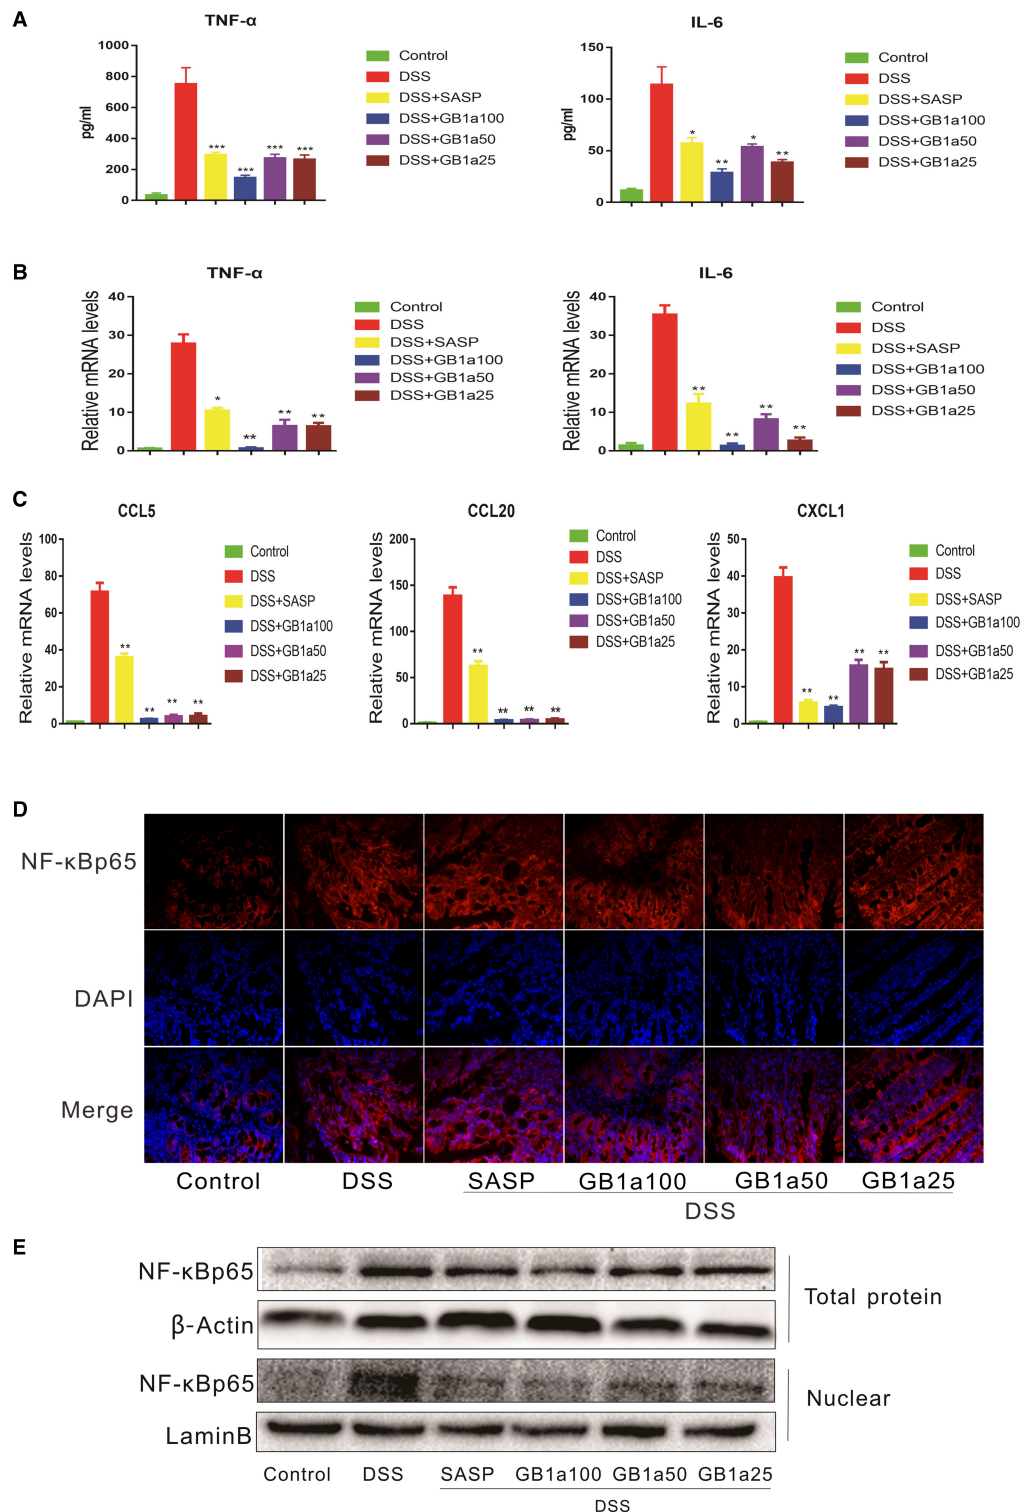 A
TNF-α
IL-6
1000
800
600
400
200
0
pg/ml
Control
DSS
DSS+SASP
DSS+GB1a100
DSS+GB1a50
DSS+GB1a25
***
***
***
***
150
100
50
0
pg/ml
Control
DSS
DSS+SASP
DSS+GB1a100
DSS+GB1a50
DSS+GB1a25
*
**
*
**
B
TNF-α
IL-6
40
30
20
10
0
Relative mRNA levels
Control
DSS
DSS+SASP
DSS+GB1a100
DSS+GB1a50
DSS+GB1a25
*
**
**
**
40
30
20
10
0
Relative mRNA levels
Control
DSS
DSS+SASP
DSS+GB1a100
DSS+GB1a50
DSS+GB1a25
**
**
**
**
C
CCL5
CCL20
CXCL1
100
80
60
40
20
0
Relative mRNA levels
Control
DSS
DSS+SASP
DSS+GB1a100
DSS+GB1a50
DSS+GB1a25
**
**
**
**
200
150
100
50
0
Relative mRNA levels
Control
DSS
DSS+SASP
DSS+GB1a100
DSS+GB1a50
DSS+GB1a25
**
**
**
**
50
40
30
20
10
0
Relative mRNA levels
Control
DSS
DSS+SASP
DSS+GB1a100
DSS+GB1a50
DSS+GB1a25
**
**
**
**
D
NF-κBp65
DAPI
Merge
Control DSS SASP GB1a100 GB1a50 GB1a25
DSS
E
NF-κBp65
β-Actin
Total protein
NF-κBp65
LaminB
Nuclear
Control DSS SASP GB1a100 GB1a50 GB1a25
DSS